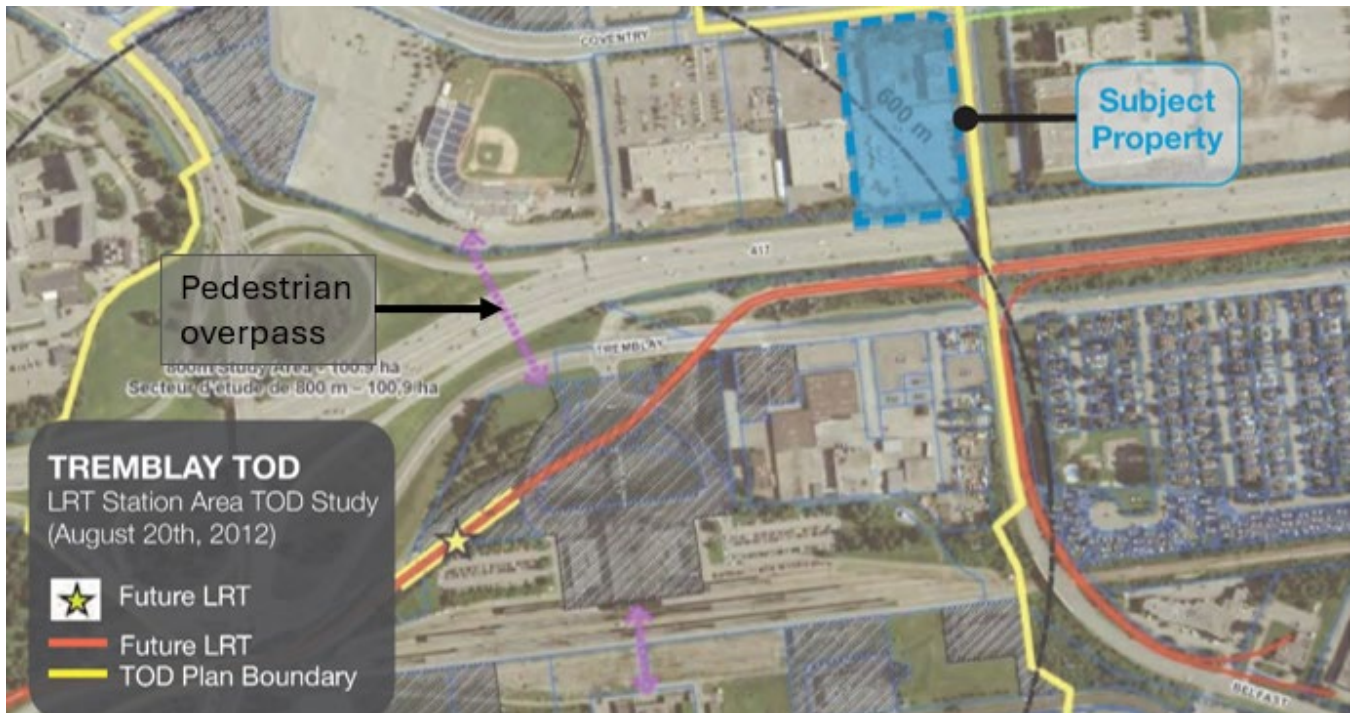 COVENTRY
600 m
Subject
Property
417
Pedestrian
overpass
TREMBLAY
800m Study Area - 100.9 ha
Secteur d'étude de 800 m – 100,9 ha
TREMBLAY TOD
LRT Station Area TOD Study
(August 20th, 2012)
Future LRT
Future LRT
TOD Plan Boundary
BELFAST